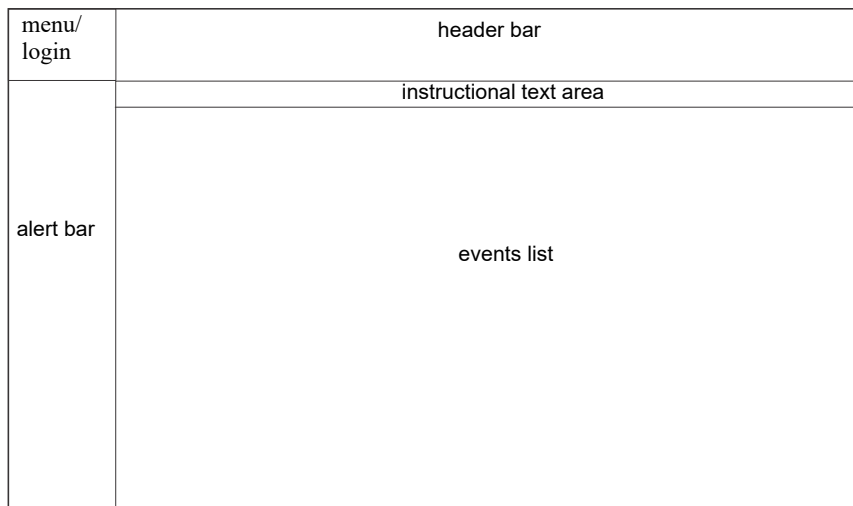 menu/
login
header bar
instructional text area
alert bar
events list